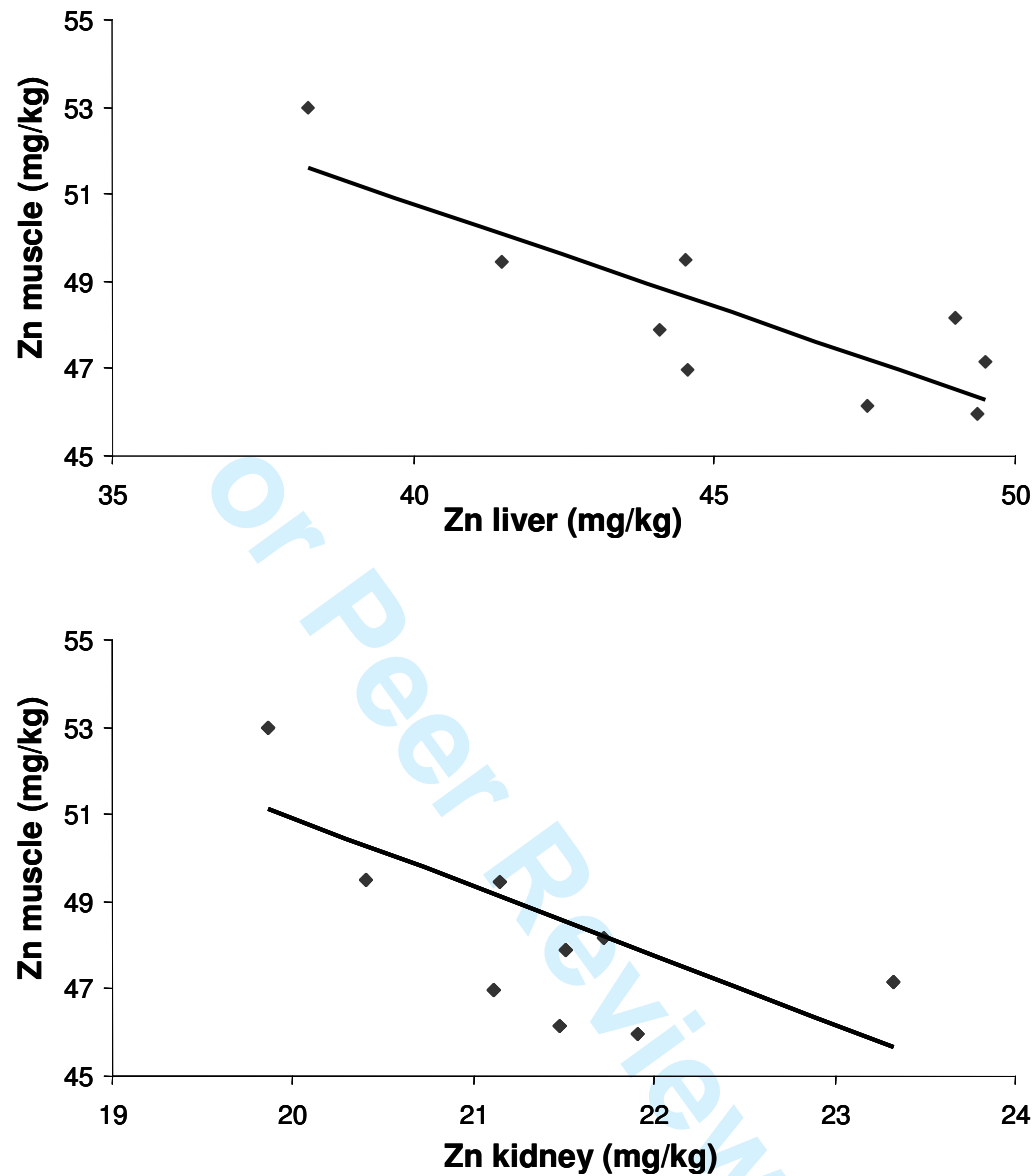 55
53
51
49
47
45
Zn muscle (mg/kg)
35 40 45 50
Zn liver (mg/kg)
or Peer Review
55
53
51
49
47
45
Zn muscle (mg/kg)
19 20 21 22 23 24
Zn kidney (mg/kg)